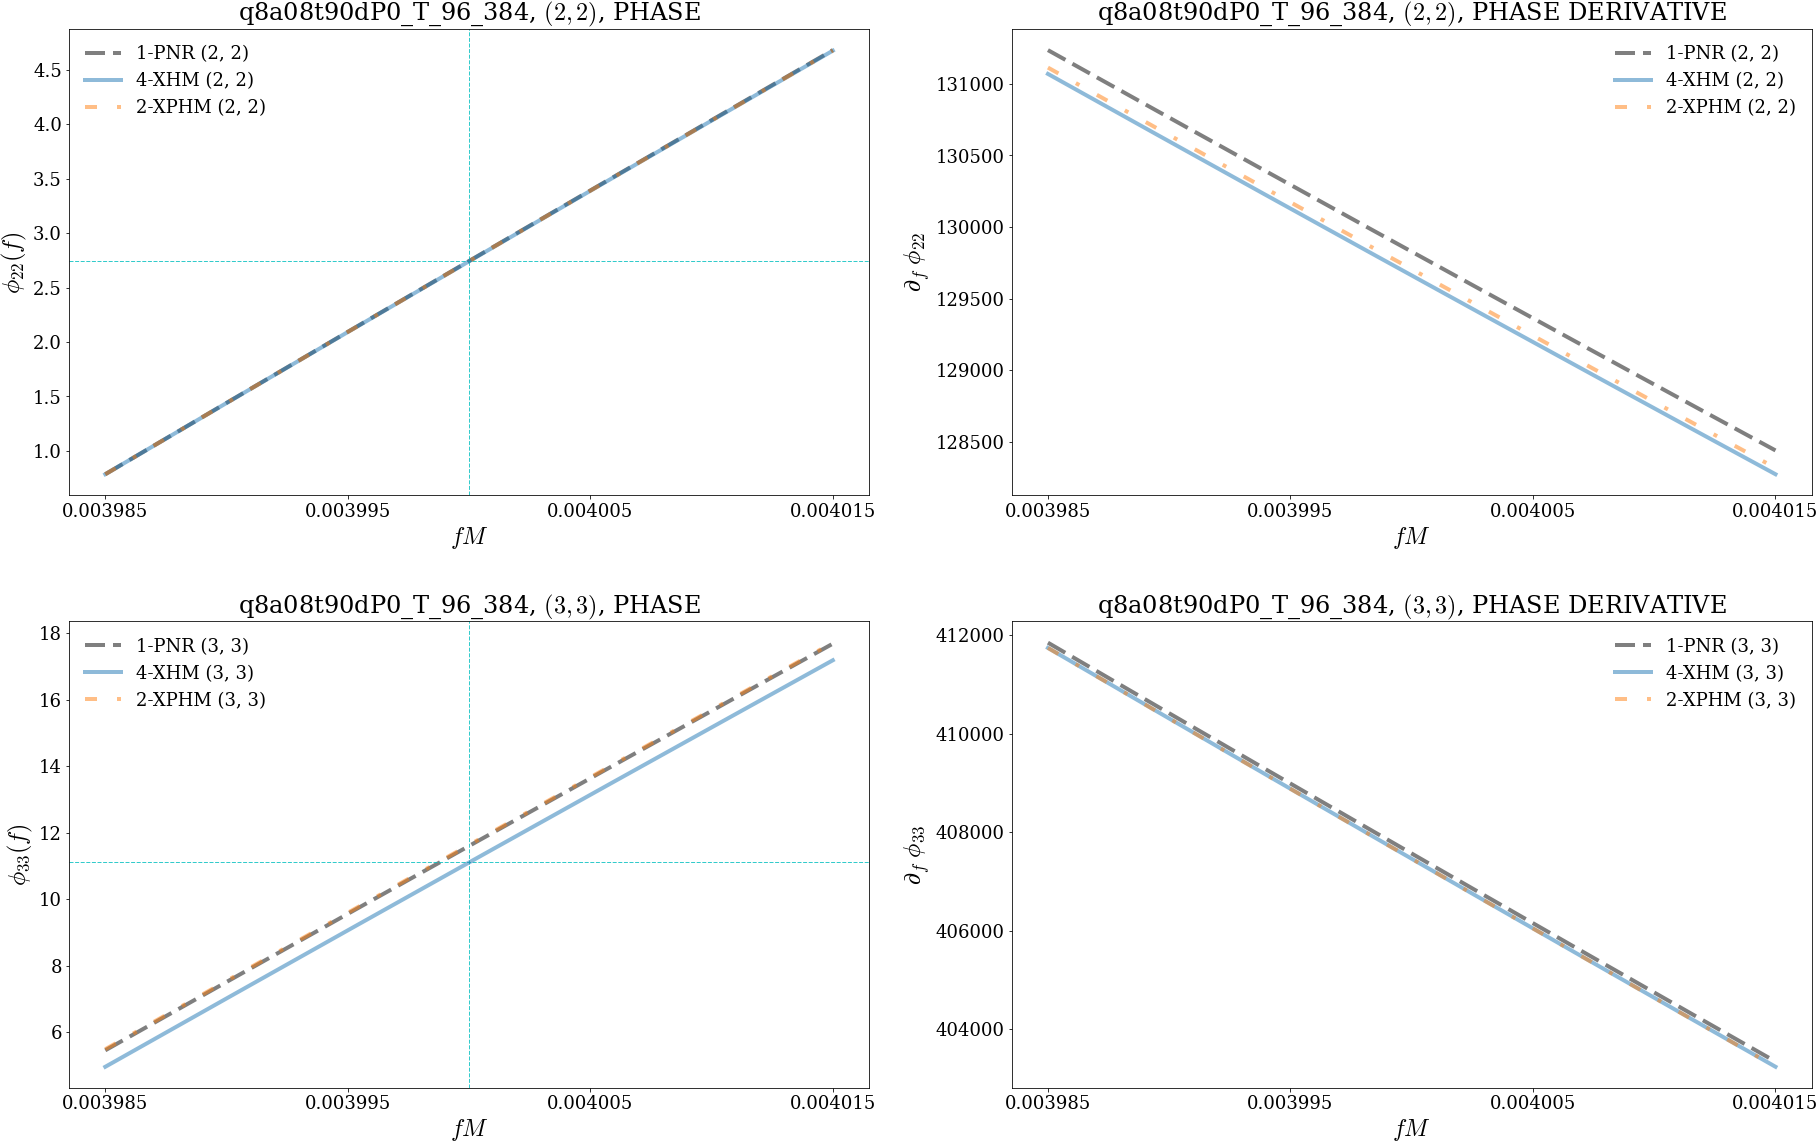 q8a08t90dP0_T_96_384, (2, 2), PHASE
1-PNR (2, 2)
4-XHM (2, 2)
2-XPHM (2, 2)
4.5
4.0
3.5
3.0
2.5
2.0
1.5
1.0
ϕ₂₂(f)
0.003985
0.003995
0.004005
0.004015
fM
q8a08t90dP0_T_96_384, (2, 2), PHASE DERIVATIVE
1-PNR (2, 2)
4-XHM (2, 2)
2-XPHM (2, 2)
131000
130500
130000
129500
129000
128500
∂_f ϕ₂₂
0.003985
0.003995
0.004005
0.004015
fM
q8a08t90dP0_T_96_384, (3, 3), PHASE
1-PNR (3, 3)
4-XHM (3, 3)
2-XPHM (3, 3)
18
16
14
12
10
8
6
ϕ₃₃(f)
0.003985
0.003995
0.004005
0.004015
fM
q8a08t90dP0_T_96_384, (3, 3), PHASE DERIVATIVE
1-PNR (3, 3)
4-XHM (3, 3)
2-XPHM (3, 3)
412000
410000
408000
406000
404000
∂_f ϕ₃₃
0.003985
0.003995
0.004005
0.004015
fM